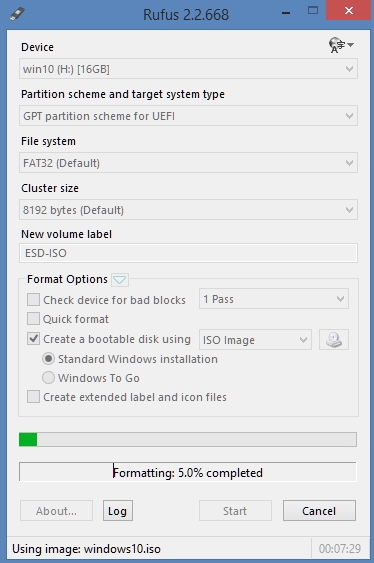 Rufus 2.2.668
Device
win10 (H:) [16GB]
Partition scheme and target system type
GPT partition scheme for UEFI
File system
FAT32 (Default)
Cluster size
8192 bytes (Default)
New volume label
ESD-ISO
Format Options
Check device for bad blocks 1 Pass
Quick format
Create a bootable disk using ISO Image
Standard Windows installation
Windows To Go
Create extended label and icon files
Formatting: 5.0% completed
About... Log Start Cancel
Using image: windows10.iso 00:07:29